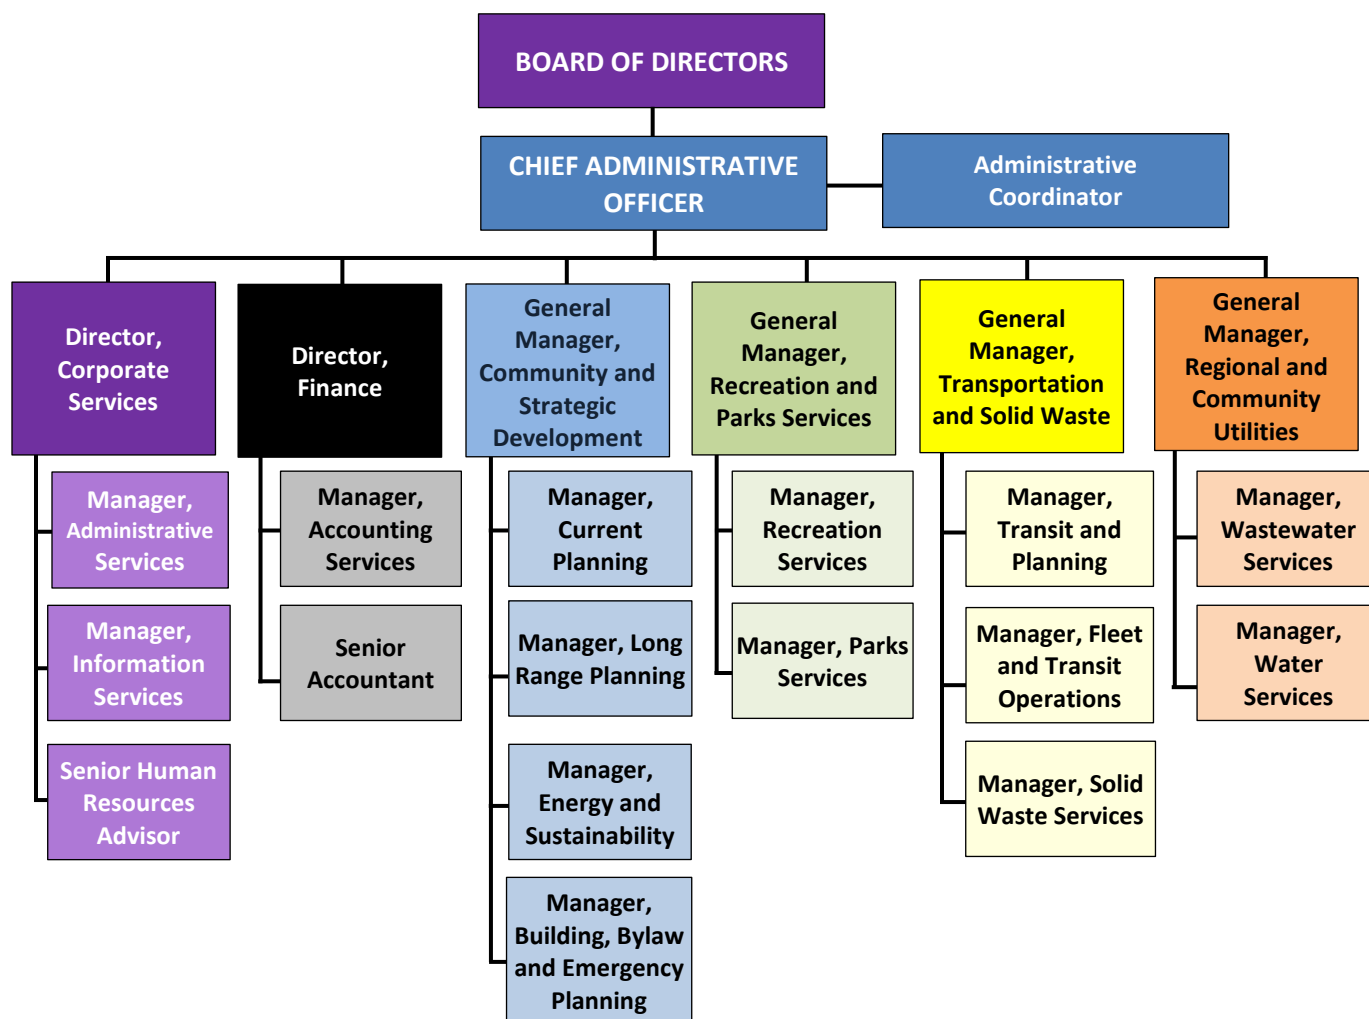 BOARD OF DIRECTORS
CHIEF ADMINISTRATIVE
OFFICER
Administrative
Coordinator
Director,
Corporate
Services
Director,
Finance
General
Manager,
Community and
Strategic
Development
General
Manager,
Recreation and
Parks Services
General
Manager,
Transportation
and Solid Waste
General
Manager,
Regional and
Community
Utilities
Manager,
Administrative
Services
Manager,
Accounting
Services
Manager,
Current
Planning
Manager,
Recreation
Services
Manager,
Transit and
Planning
Manager,
Wastewater
Services
Manager,
Information
Services
Senior
Accountant
Manager, Long
Range Planning
Manager, Parks
Services
Manager, Fleet
and Transit
Operations
Manager,
Water
Services
Senior Human
Resources
Advisor
Manager,
Energy and
Sustainability
Manager, Solid
Waste Services
Manager,
Building, Bylaw
and Emergency
Planning